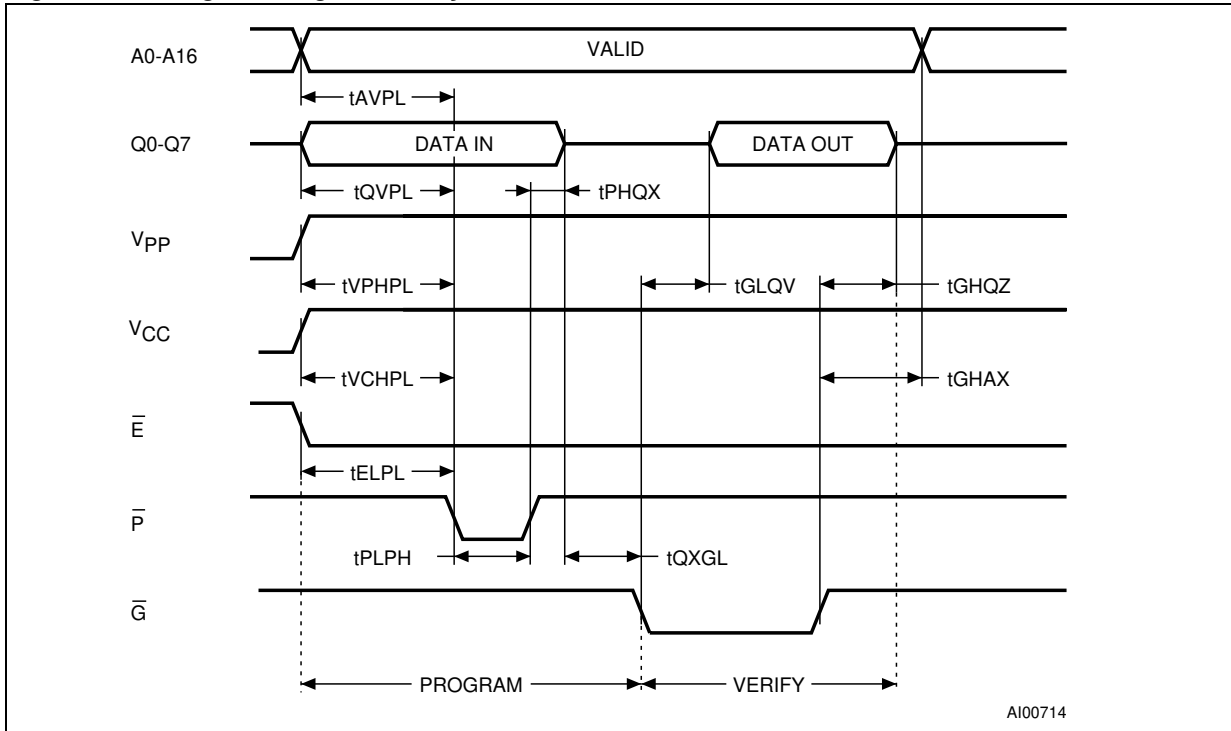 A0-A16
VALID
tAVPL
Q0-Q7
DATA IN
DATA OUT
tQVPL
tPHQX
VPP
tVPHPL
tGLQV
tGHQZ
VCC
tVCHPL
tGHAX
E̅
tELPL
P̅
tPLPH
tQXGL
G̅
PROGRAM
VERIFY
AI00714